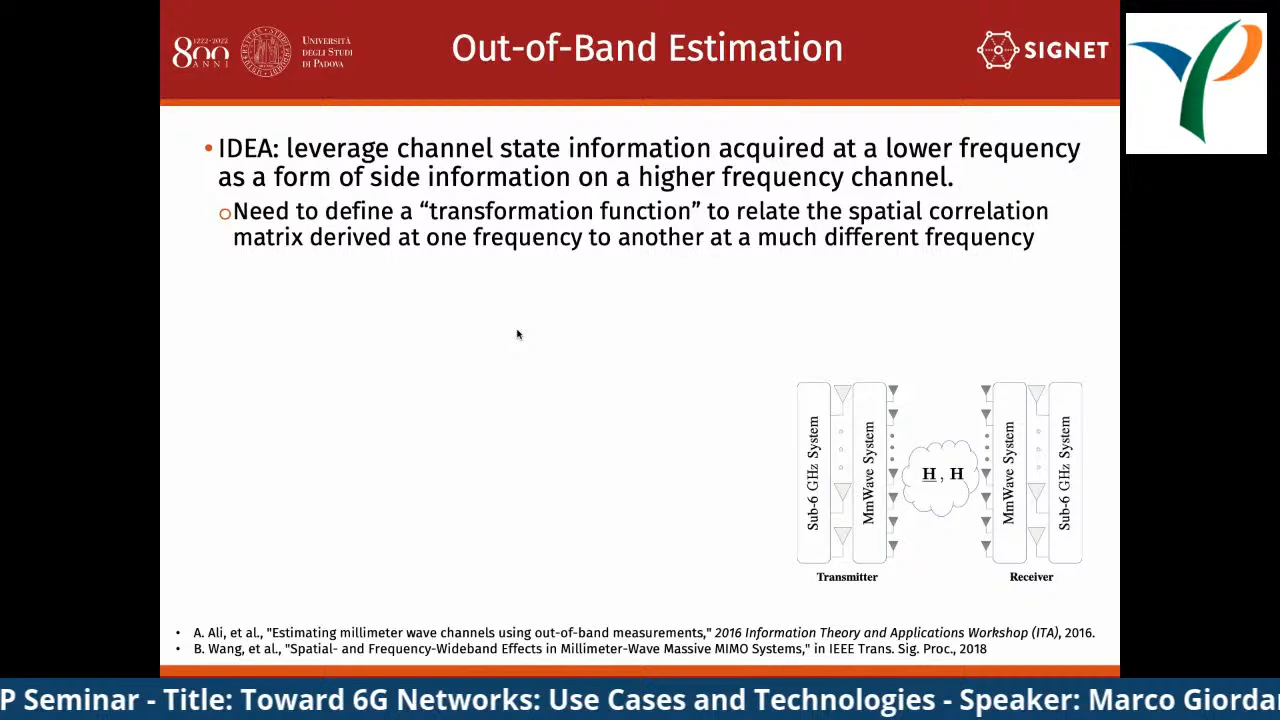 1222-2022
800
ANNI
UNIVERSITÀ
DEGLI STUDI
DI PADOVA
Out-of-Band Estimation
SIGNET
• IDEA: leverage channel state information acquired at a lower frequency
as a form of side information on a higher frequency channel.
oNeed to define a “transformation function” to relate the spatial correlation
matrix derived at one frequency to another at a much different frequency
Sub-6 GHz System
MmWave System
H , H
MmWave System
Sub-6 GHz System
Transmitter
Receiver
• A. Ali, et al., "Estimating millimeter wave channels using out-of-band measurements," 2016 Information Theory and Applications Workshop (ITA), 2016.
• B. Wang, et al., "Spatial- and Frequency-Wideband Effects in Millimeter-Wave Massive MIMO Systems," in IEEE Trans. Sig. Proc., 2018
P Seminar - Title: Toward 6G Networks: Use Cases and Technologies - Speaker: Marco Giordan